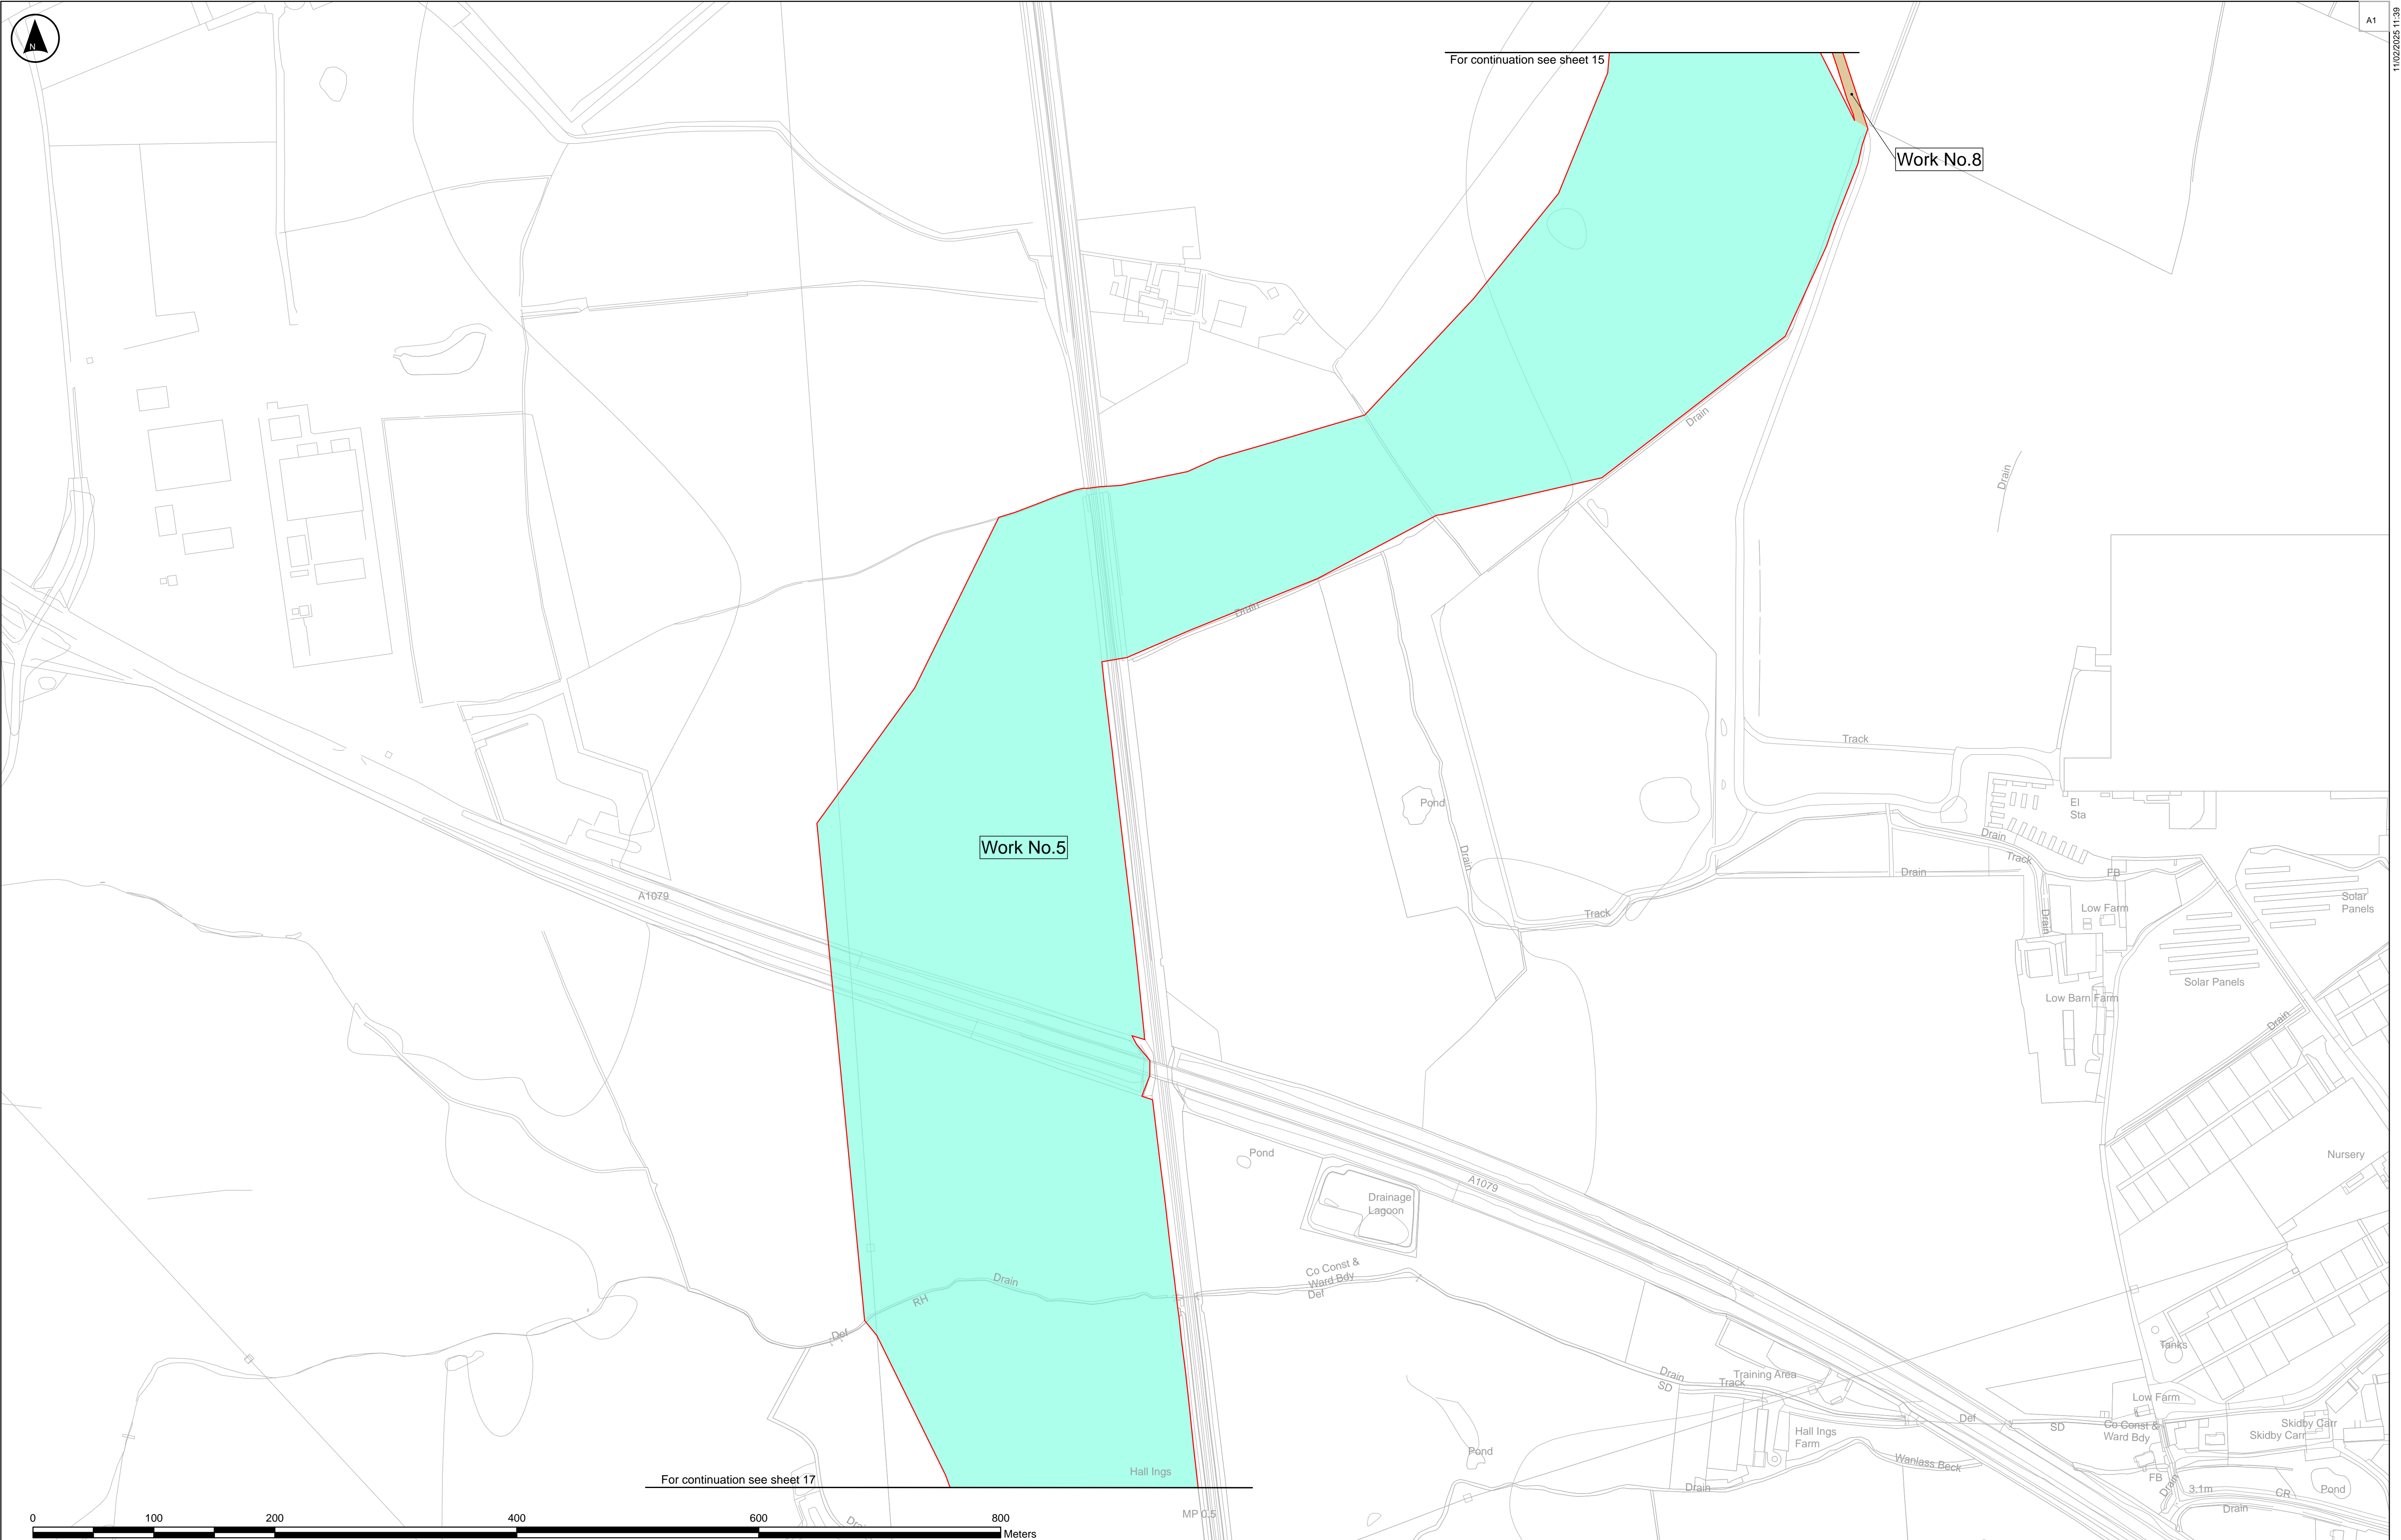 N
A1
11/02/2025 11:39
For continuation see sheet 15
Work No.8
Drain
Drain
Drain
Track
Pond
El
Sta
Drain
Drain
Track
Drain
FB
Work No.5
A1079
Track
Low Farm
Drain
Solar
Panels
Solar Panels
Low Barn Farm
Drain
Pond
Nursery
Drainage
Lagoon
A1079
Co Const &
Ward Bdy
Def
Drain
RH
Def
Tanks
Drain
SD
Track
Training Area
Low Farm
Def
SD
Co Const &
Ward Bdy
Skidby Carr
Skidby Carr
Hall Ings
Farm
Pond
Wanlass Beck
Hall Ings
For continuation see sheet 17
Drain
FB
Drain
3.1m
CR
Pond
Drain
MP 0.5
Drain
0 100 200 400 600 800
Meters